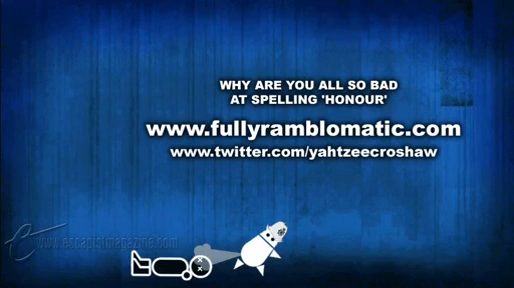 WHY ARE YOU ALL SO BAD
AT SPELLING 'HONOUR'
www.fullyramblomatic.com
www.twitter.com/yahtzeecroshaw
www.escapistmagazine.com